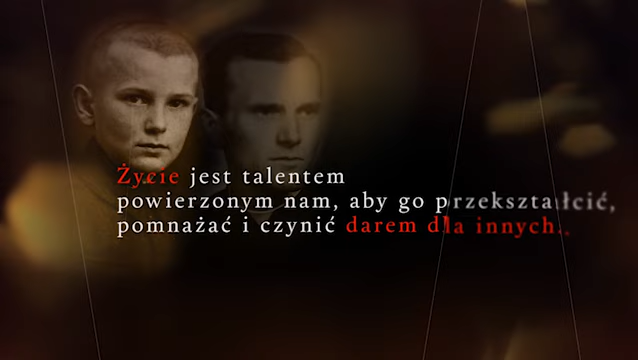 Życie jest talentem
powierzonym nam, aby go przekształcić,
pomnażać i czynić darem dla innych..